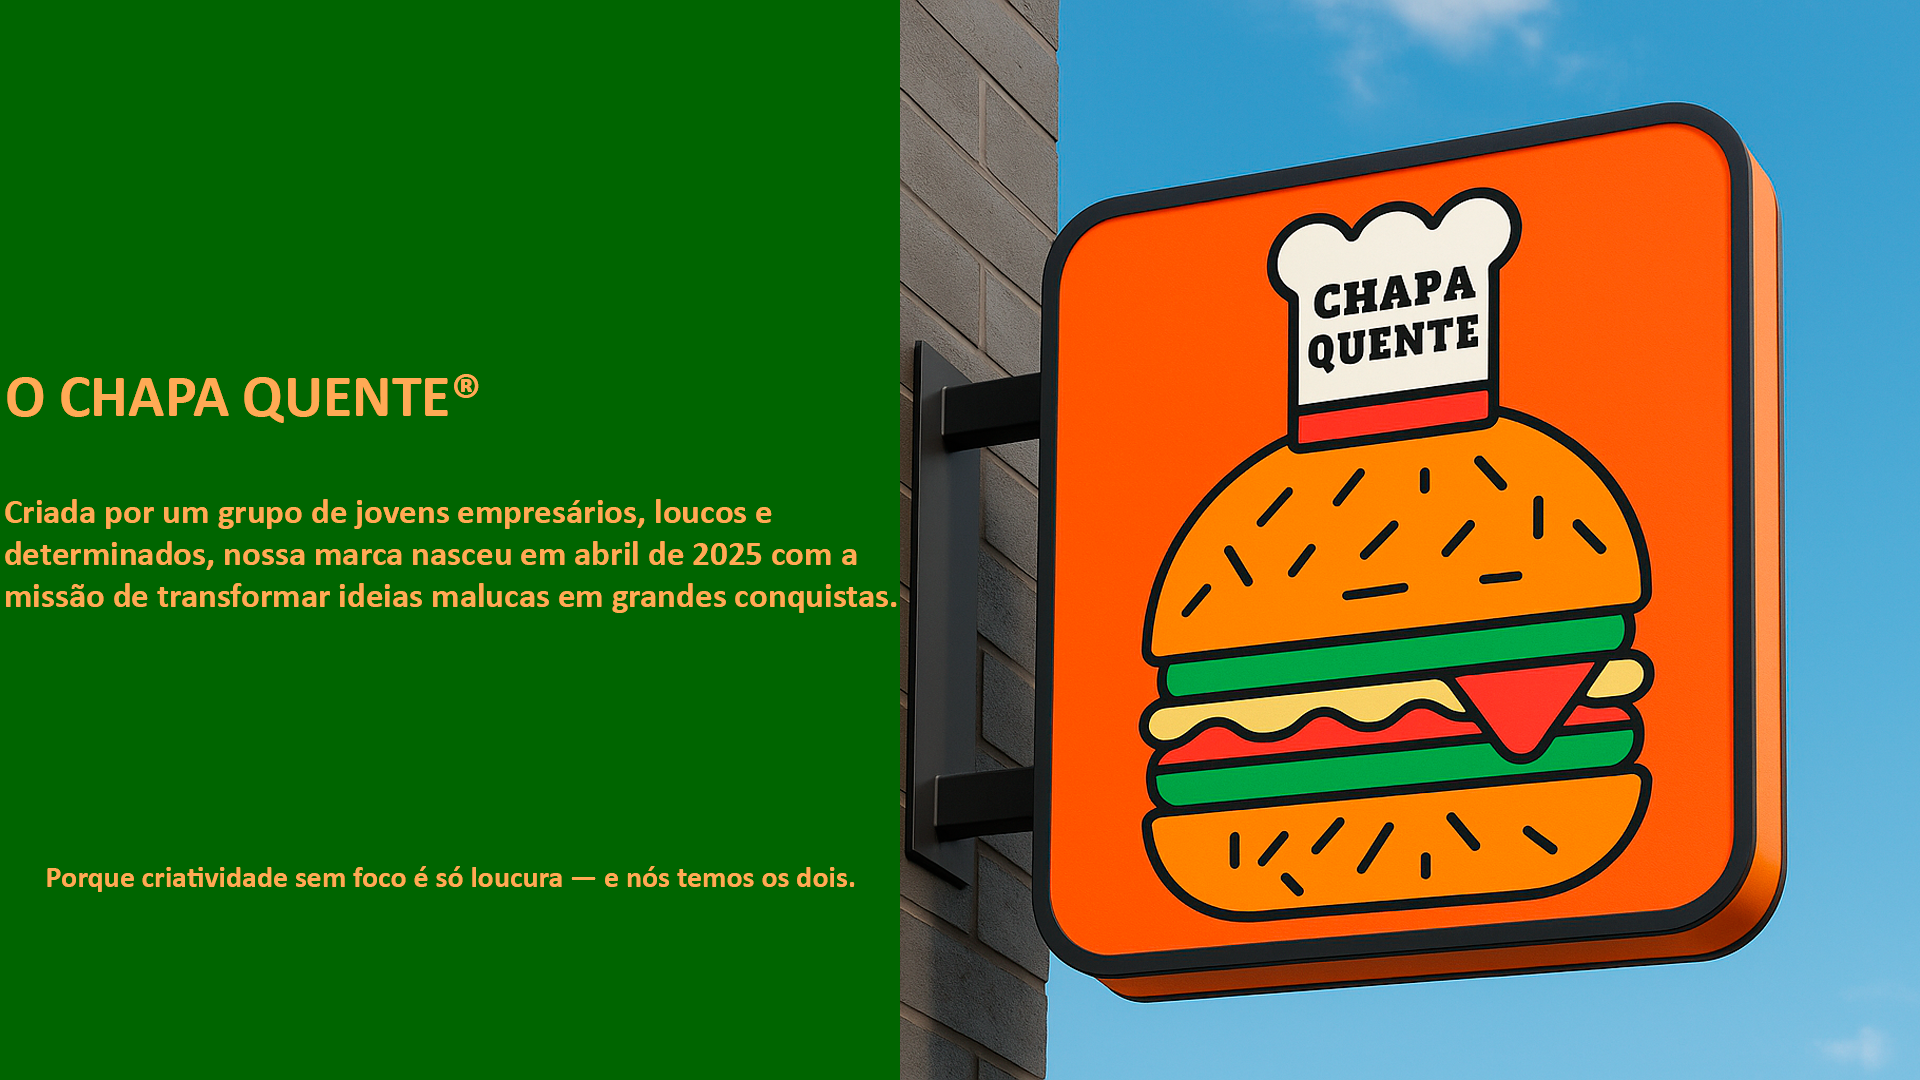 O CHAPA QUENTE®
Criada por um grupo de jovens empresários, loucos e
determinados, nossa marca nasceu em abril de 2025 com a
missão de transformar ideias malucas em grandes conquistas.
Porque criatividade sem foco é só loucura — e nós temos os dois.
CHAPA
QUENTE